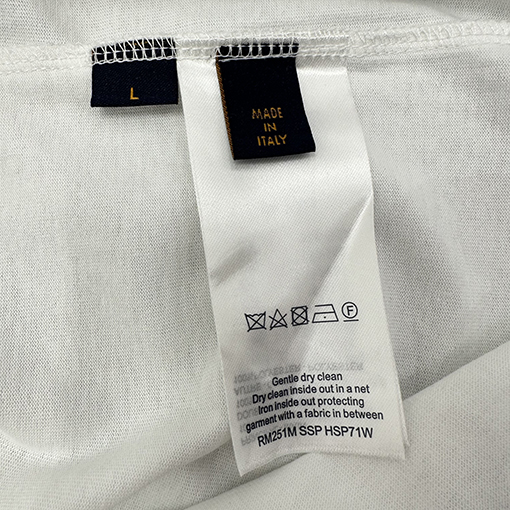 L
MADE
IN
ITALY
F
Gentle dry clean
Dry clean inside out in a net
Iron inside out protecting
garment with a fabric in between
RM251M SSP HSP71W